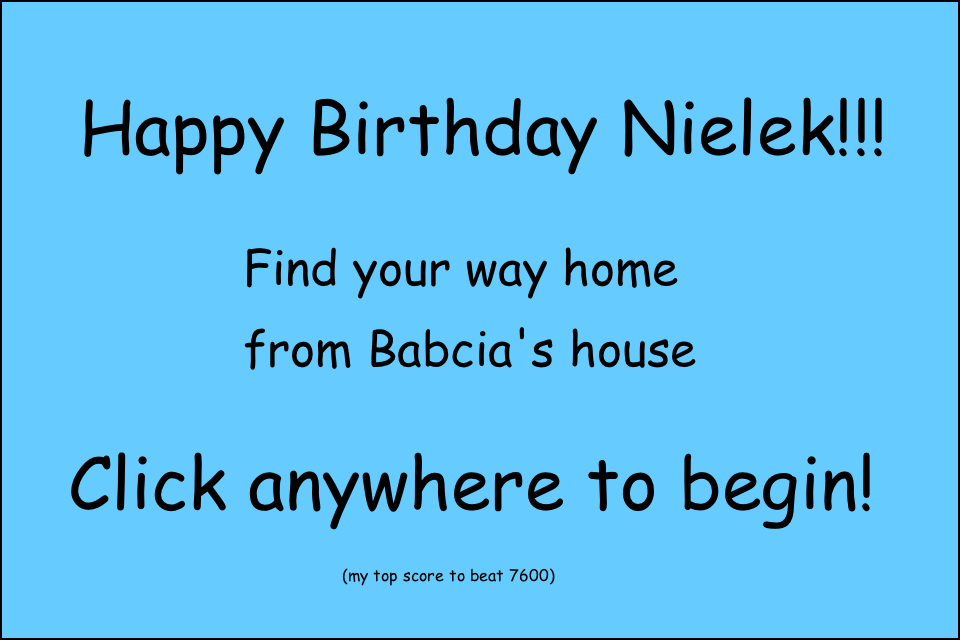 Happy Birthday Nielek!!!
Find your way home
from Babcia's house
Click anywhere to begin!
(my top score to beat 7600)